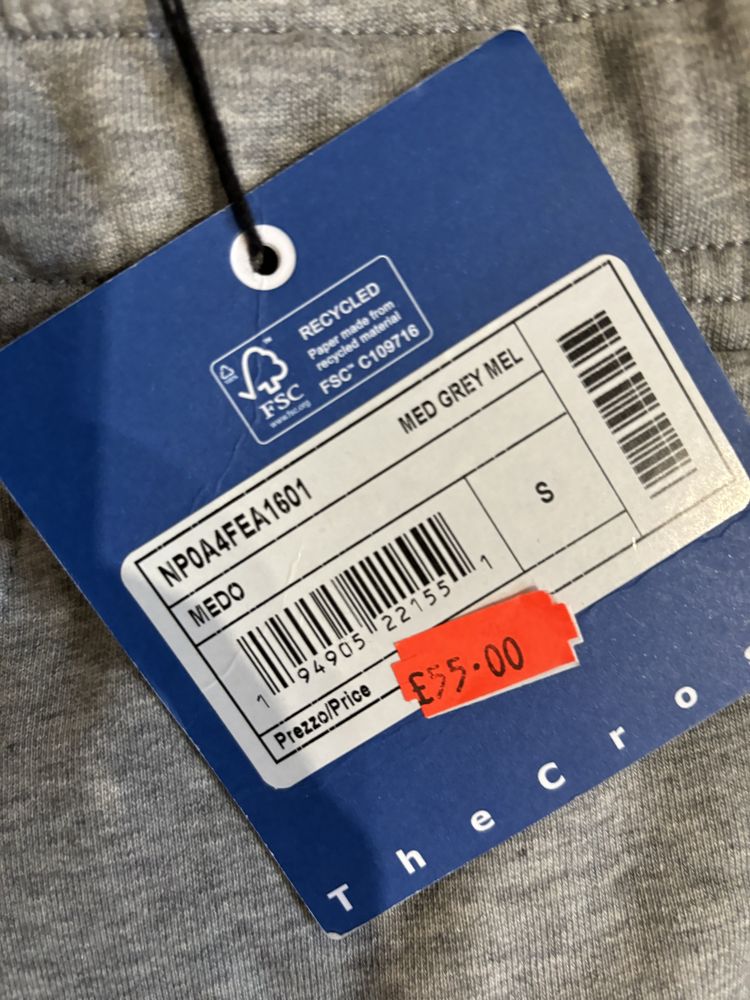 RECYCLED
Paper made from
recycled material
FSC™ C109716
FSC
www.fsc.org
NP0A4FEA1601
MED GREY MEL
MEDO
S
1 94905 22155 1
Prezzo/Price
£55.00
TheCro